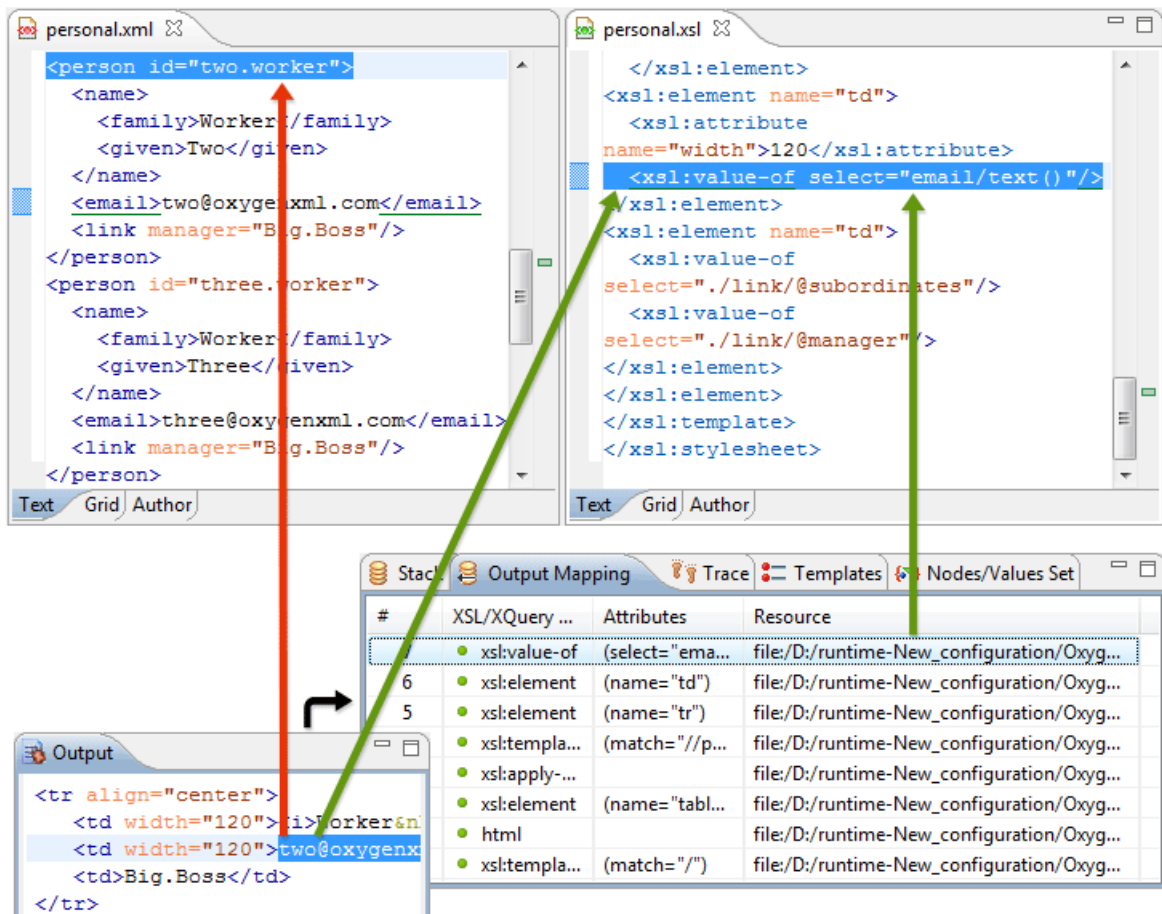 personal.xml
<person id="two.worker">
<name>
<family>Worker</family>
<given>Two</given>
</name>
<email>two@oxygenxml.com</email>
<link manager="Big.Boss"/>
</person>
<person id="three.worker">
<name>
<family>Worker</family>
<given>Three</given>
</name>
<email>three@oxygenxml.com</email>
<link manager="Big.Boss"/>
</person>
Text Grid Author
personal.xsl
</xsl:element>
<xsl:element name="td">
<xsl:attribute
name="width">120</xsl:attribute>
<xsl:value-of select="email/text()"/>
</xsl:element>
<xsl:element name="td">
<xsl:value-of
select="./link/@subordinates"/>
<xsl:value-of
select="./link/@manager"/>
</xsl:element>
</xsl:element>
</xsl:template>
</xsl:stylesheet>
Text Grid Author
Stack Output Mapping Trace Templates Nodes/Values Set
# XSL/XQuery ... Attributes Resource
7 xsl:value-of (select="ema... file:/D:/runtime-New_configuration/Oxyg...
6 xsl:element (name="td") file:/D:/runtime-New_configuration/Oxyg...
5 xsl:element (name="tr") file:/D:/runtime-New_configuration/Oxyg...
xsl:templa... (match="//p... file:/D:/runtime-New_configuration/Oxyg...
xsl:apply-... file:/D:/runtime-New_configuration/Oxyg...
xsl:element (name="tabl... file:/D:/runtime-New_configuration/Oxyg...
html file:/D:/runtime-New_configuration/Oxyg...
xsl:templa... (match="/") file:/D:/runtime-New_configuration/Oxyg...
Output
<tr align="center">
<td width="120"><i>Worker&n
<td width="120">two@oxygenx
<td>Big.Boss</td>
</tr>